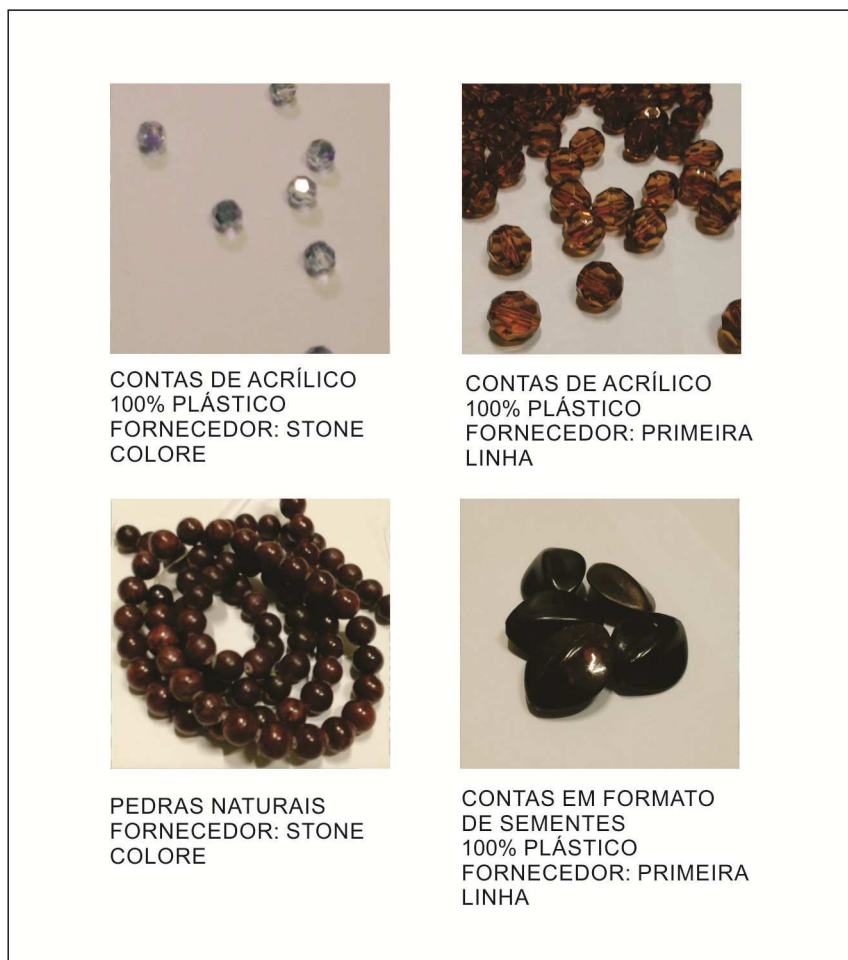 CONTAS DE ACRÍLICO
100% PLÁSTICO
FORNECEDOR: STONE
COLORE
CONTAS DE ACRÍLICO
100% PLÁSTICO
FORNECEDOR: PRIMEIRA
LINHA
PEDRAS NATURAIS
FORNECEDOR: STONE
COLORE
CONTAS EM FORMATO
DE SEMENTES
100% PLÁSTICO
FORNECEDOR: PRIMEIRA
LINHA